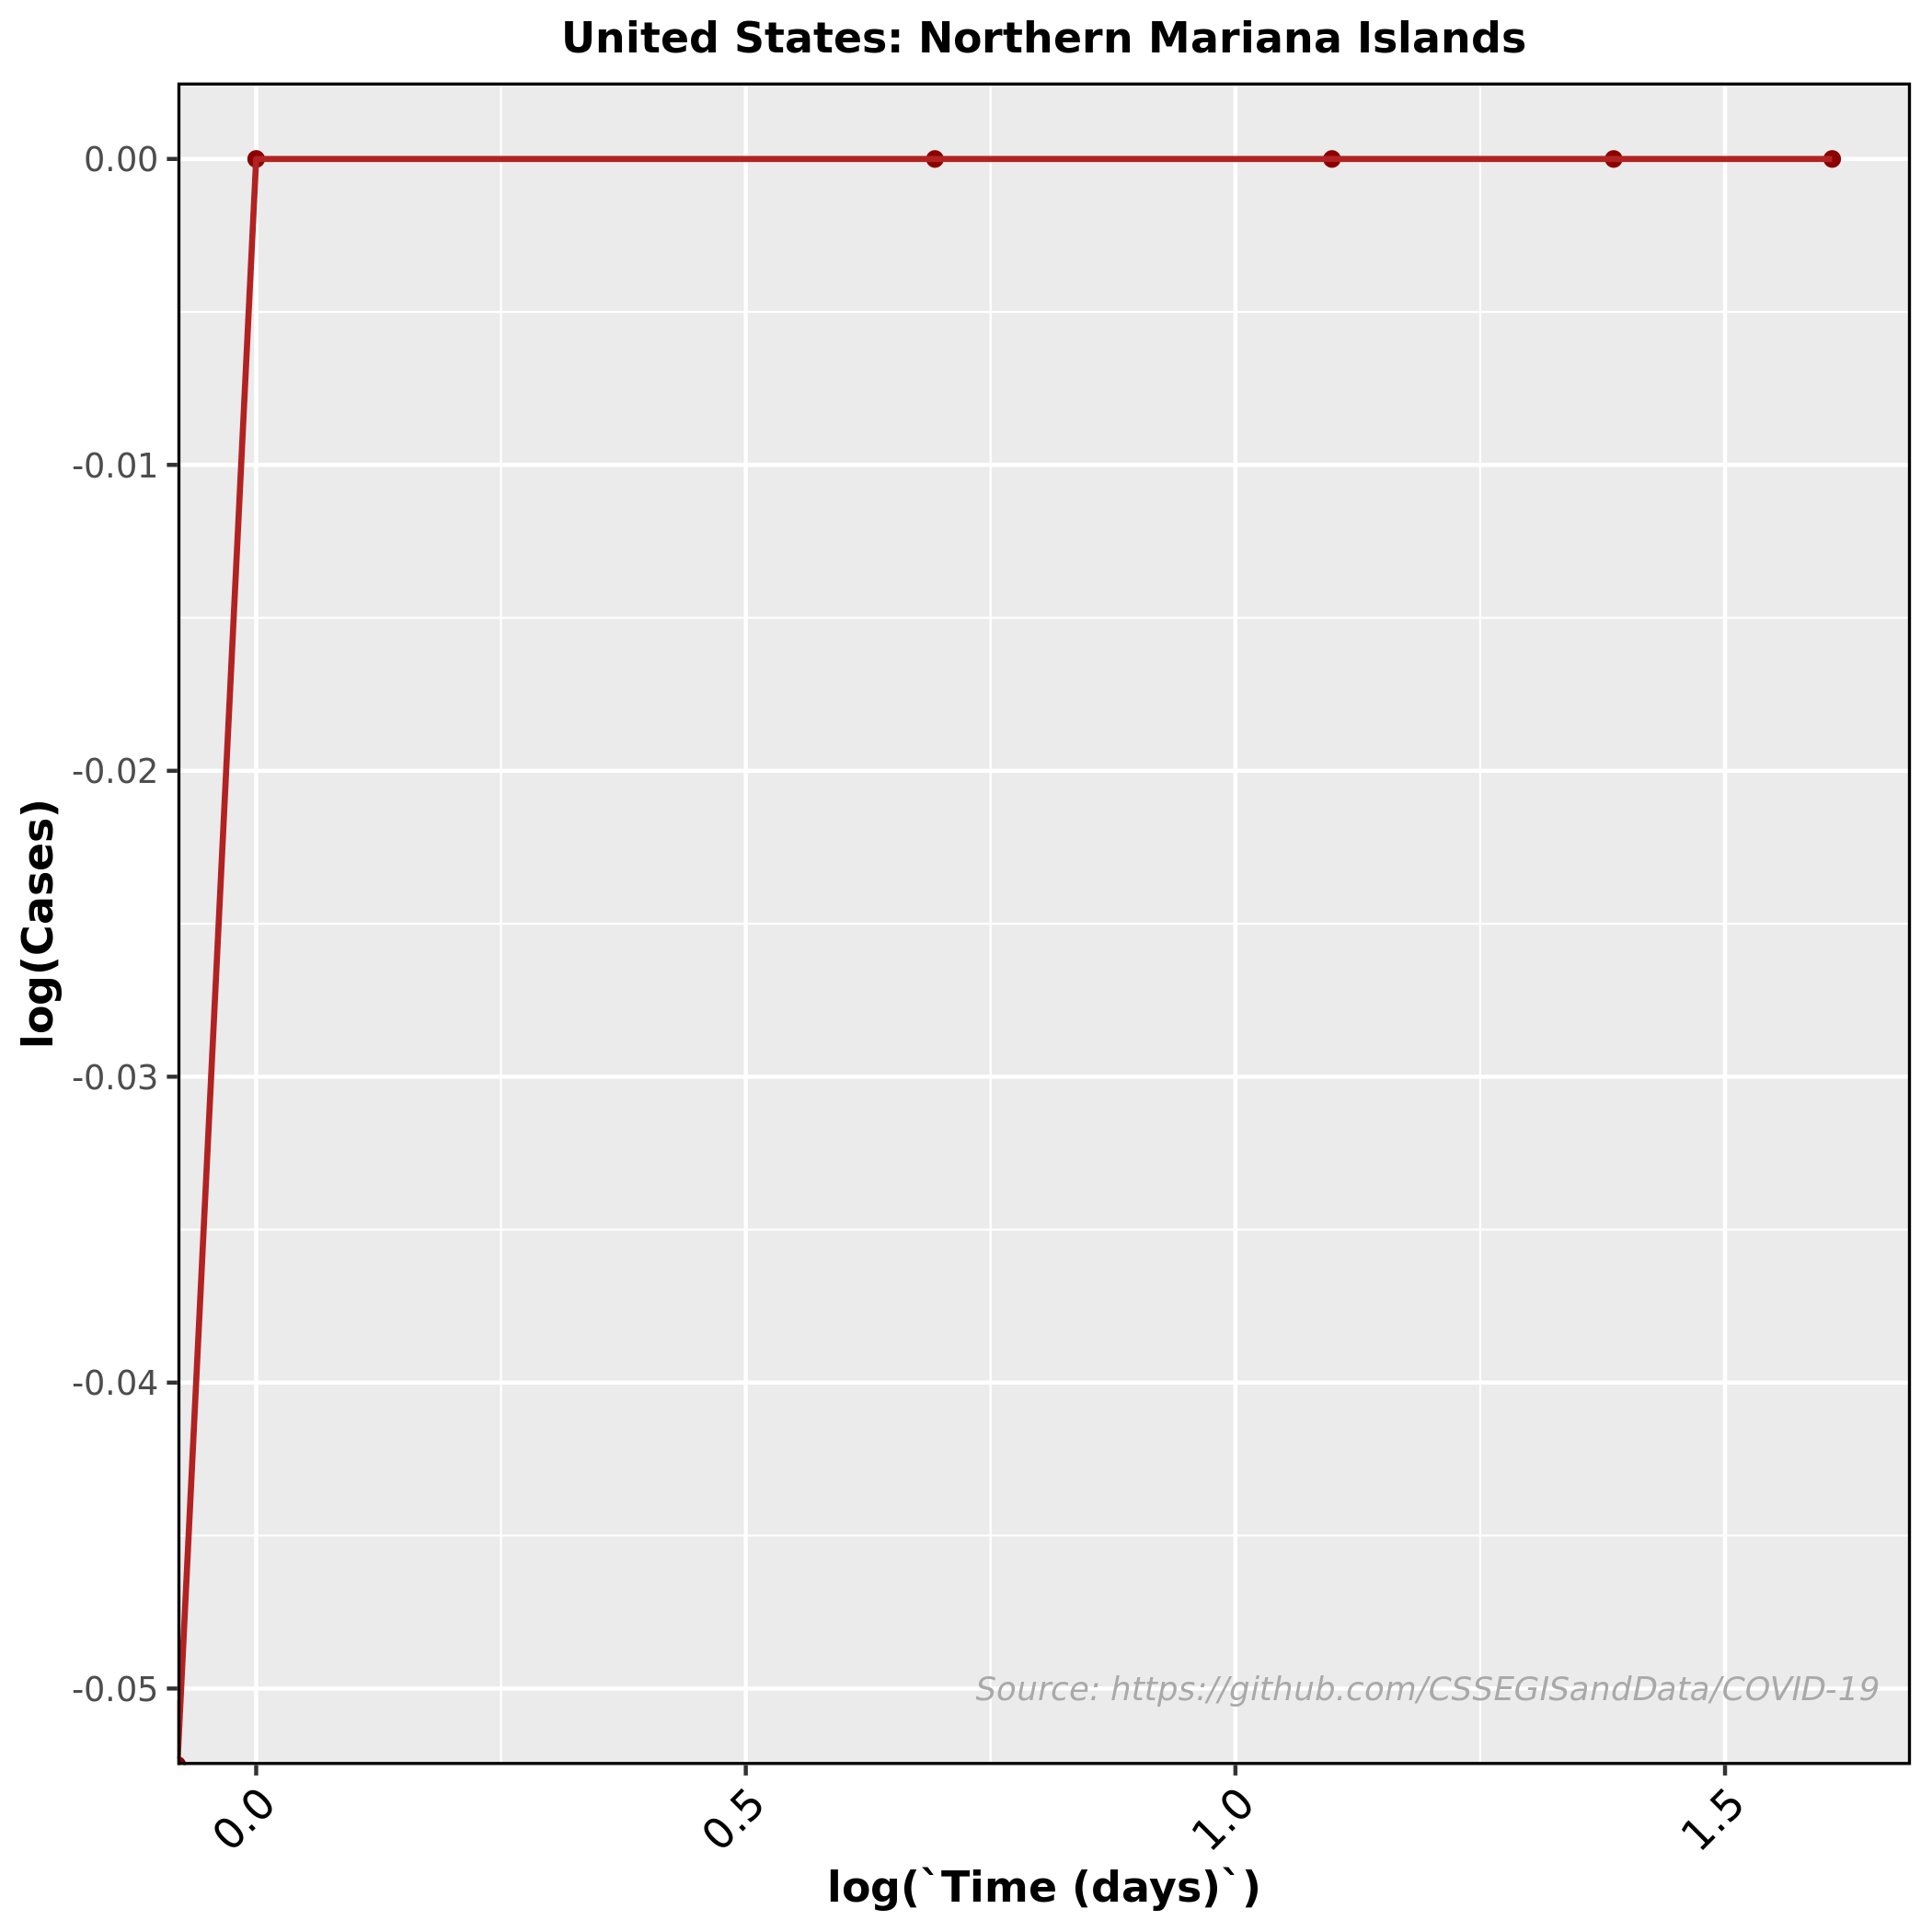 United States: Northern Mariana Islands
0.00
-0.01
-0.02
-0.03
-0.04
-0.05
log(Cases)
Source: https://github.com/CSSEGISandData/COVID-19
0.0 0.5 1.0 1.5
log(`Time (days)`)